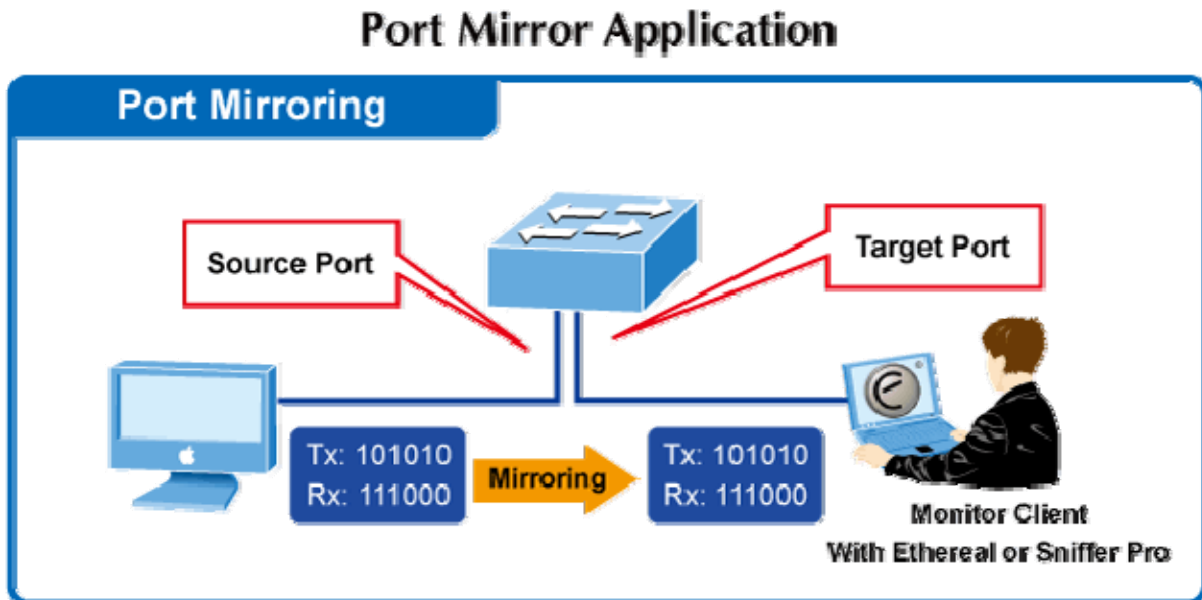 Port Mirror Application
Port Mirroring
Source Port
Target Port
Tx: 101010
Rx: 111000
Mirroring
Tx: 101010
Rx: 111000
Monitor Client
With Ethereal or Sniffer Pro